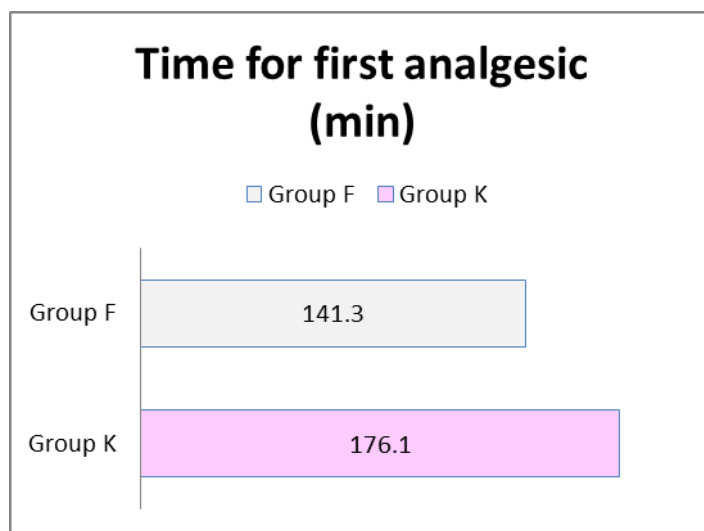 Time for first analgesic
(min)
Group F Group K
Group F
141.3
Group K
176.1